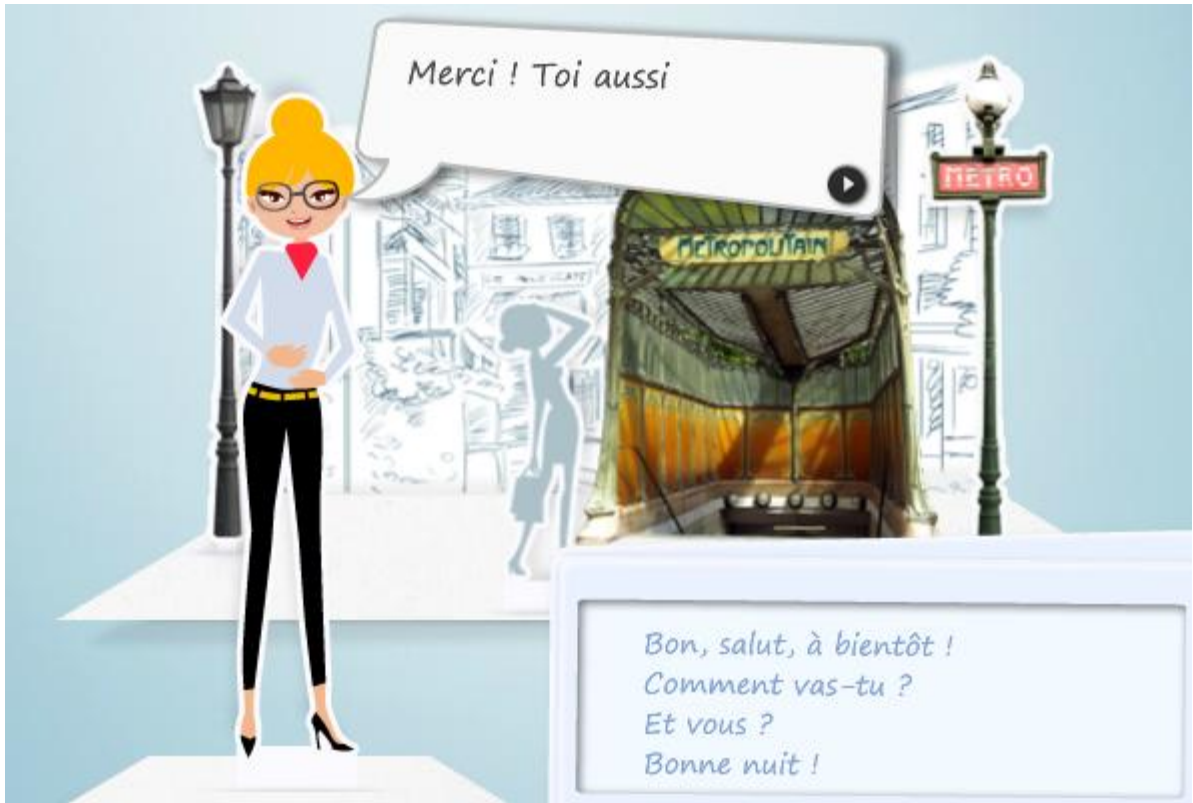 Merci ! Toi aussi
METRO
METROPOLITAIN
Bon, salut, à bientôt !
Comment vas-tu ?
Et vous ?
Bonne nuit !